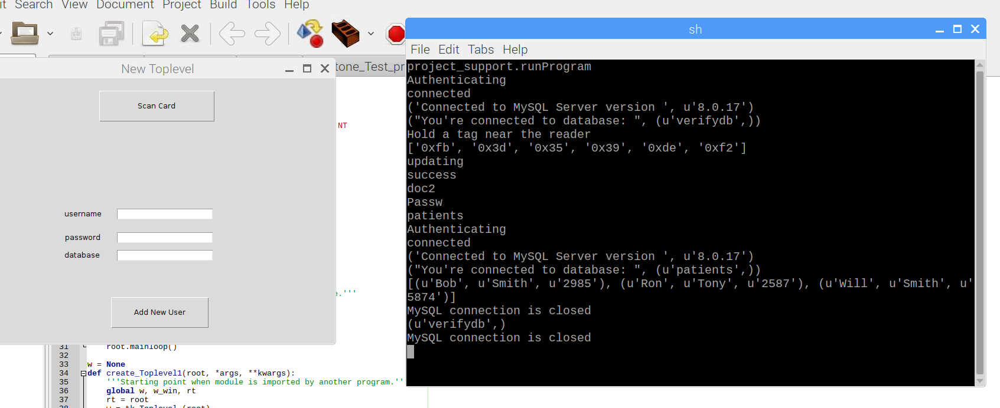 it Search View Document Project Build Tools Help
New Toplevel
Scan Card
username
password
database
Add New User
tone_Test_pr
NT
e.'''
31 root.mainloop()
32
33 w = None
34 def create_Toplevel1(root, *args, **kwargs):
35 '''Starting point when module is imported by another program.''
36 global w, w_win, rt
37 rt = root
38 w = tk.Toplevel (root)
sh
File Edit Tabs Help
project_support.runProgram
Authenticating
connected
('Connected to MySQL Server version ', u'8.0.17')
("You're connected to database: ", (u'verifydb',))
Hold a tag near the reader
['0xfb', '0x3d', '0x35', '0x39', '0xde', '0xf2']
updating
success
doc2
Passw
patients
Authenticating
connected
('Connected to MySQL Server version ', u'8.0.17')
("You're connected to database: ", (u'patients',))
[(u'Bob', u'Smith', u'2985'), (u'Ron', u'Tony', u'2587'), (u'Will', u'Smith', u'
5874')]
MySQL connection is closed
(u'verifydb',)
MySQL connection is closed